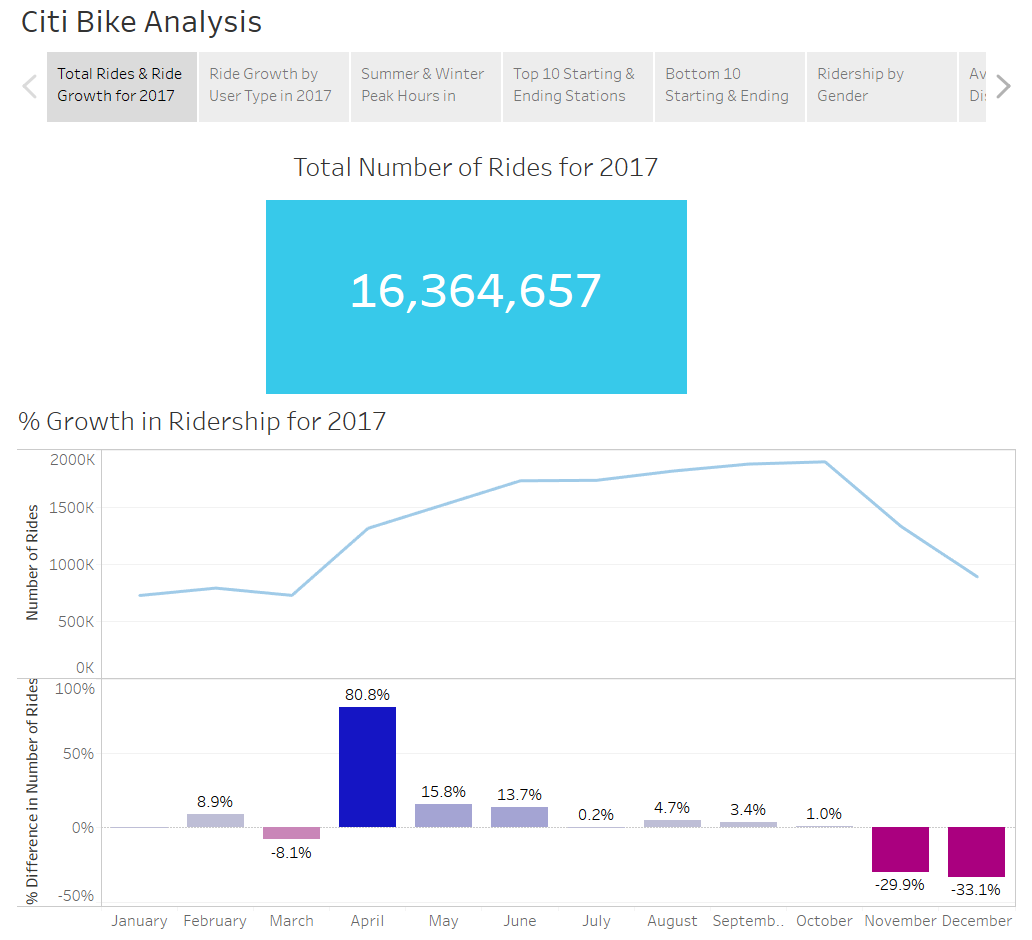 Citi Bike Analysis
Total Rides & Ride
Growth for 2017
Ride Growth by
User Type in 2017
Summer & Winter
Peak Hours in
Top 10 Starting &
Ending Stations
Bottom 10
Starting & Ending
Ridership by
Gender
Av
Di
Total Number of Rides for 2017
16,364,657
% Growth in Ridership for 2017
Number of Rides
2000K
1500K
1000K
500K
0K
% Difference in Number of Rides
100%
50%
0%
-50%
8.9%
-8.1%
80.8%
15.8%
13.7%
0.2%
4.7%
3.4%
1.0%
-29.9%
-33.1%
January February March April May June July August Septemb.. October November December